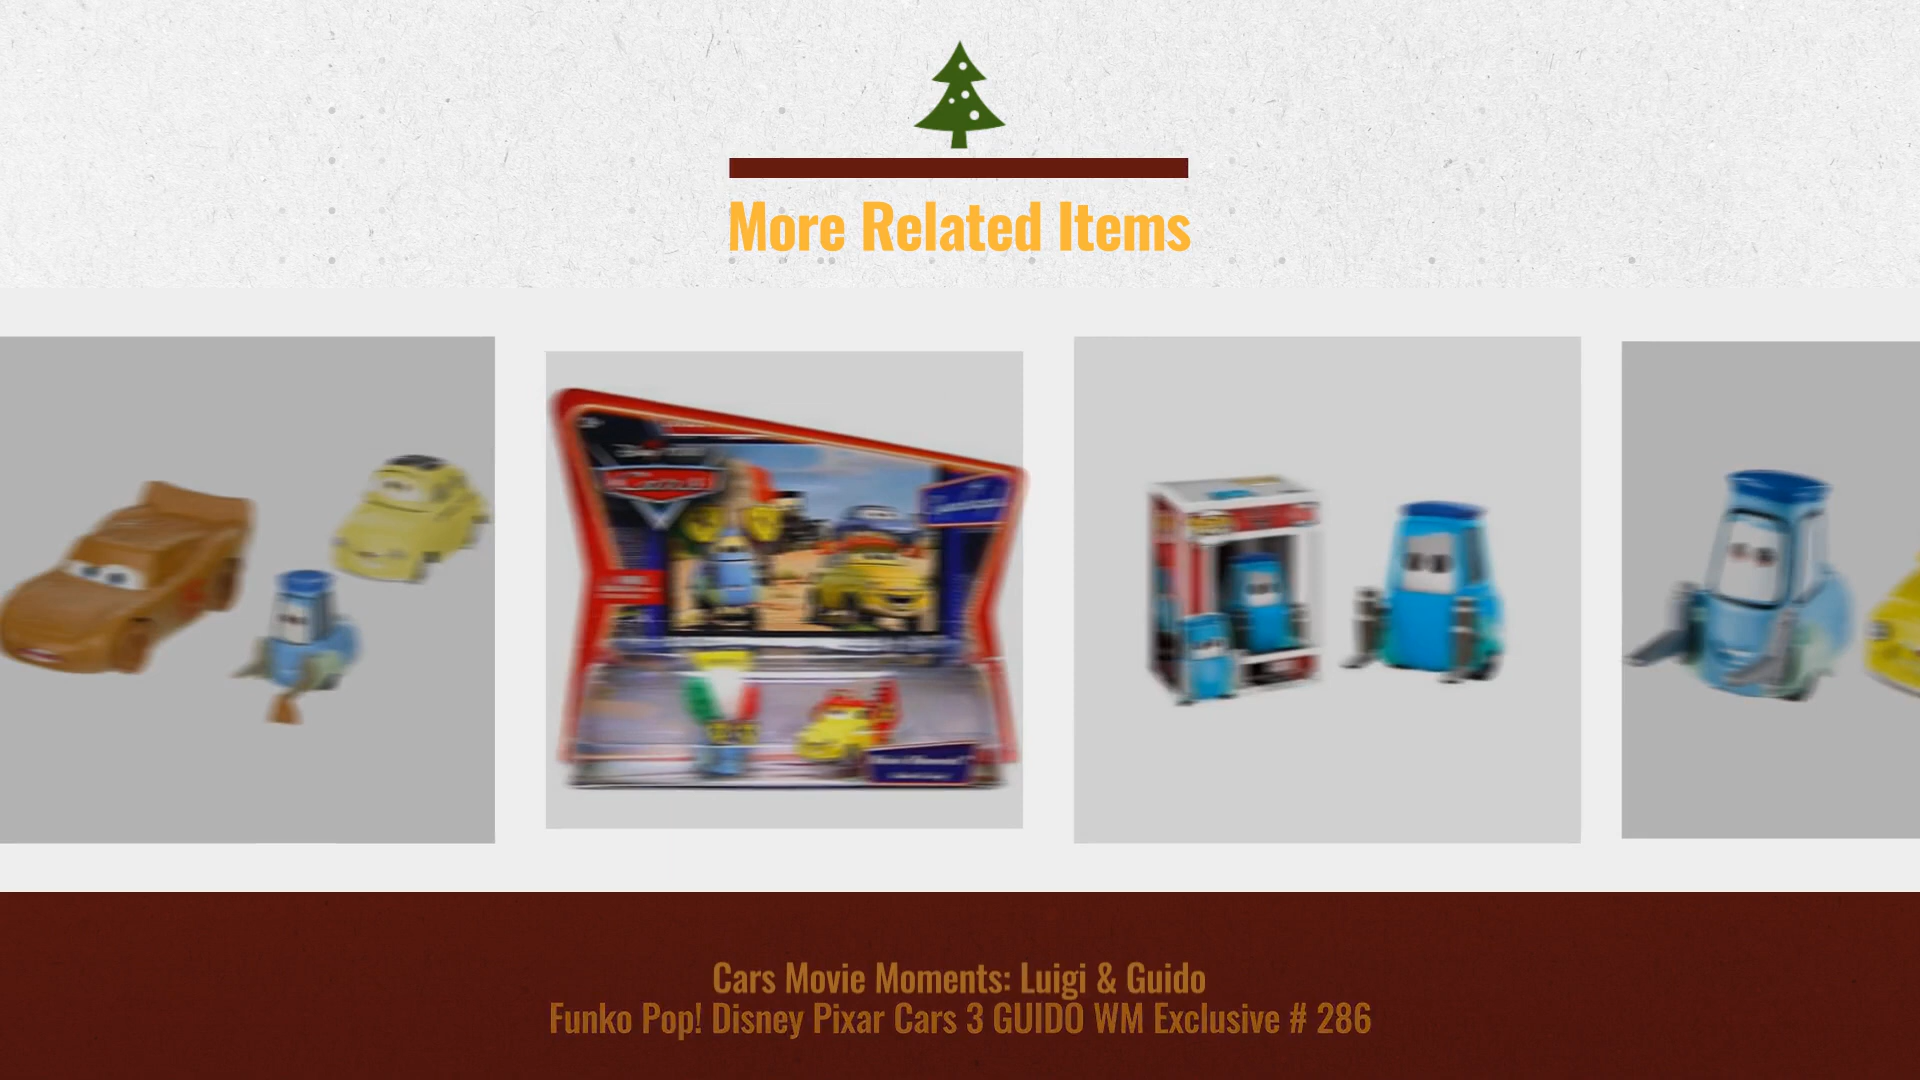 More Related Items
Cars Movie Moments: Luigi & Guido
Funko Pop! Disney Pixar Cars 3 GUIDO WM Exclusive # 286